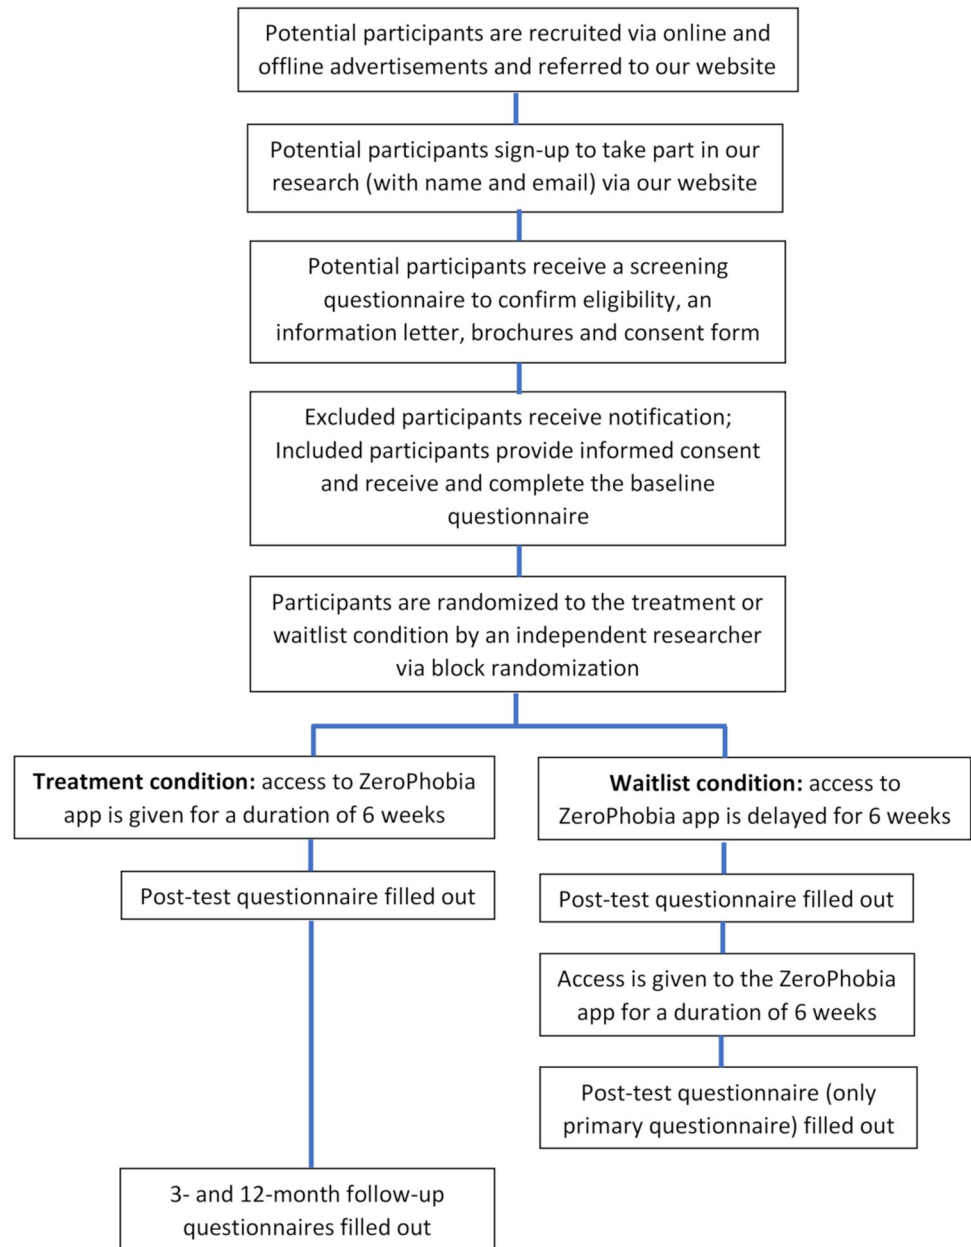 Potential participants are recruited via online and
offline advertisements and referred to our website
Potential participants sign-up to take part in our
research (with name and email) via our website
Potential participants receive a screening
questionnaire to confirm eligibility, an
information letter, brochures and consent form
Excluded participants receive notification;
Included participants provide informed consent
and receive and complete the baseline
questionnaire
Participants are randomized to the treatment or
waitlist condition by an independent researcher
via block randomization
Treatment condition: access to ZeroPhobia
app is given for a duration of 6 weeks
Post-test questionnaire filled out
3- and 12-month follow-up
questionnaires filled out
Waitlist condition: access to
ZeroPhobia app is delayed for 6 weeks
Post-test questionnaire filled out
Access is given to the ZeroPhobia
app for a duration of 6 weeks
Post-test questionnaire (only
primary questionnaire) filled out